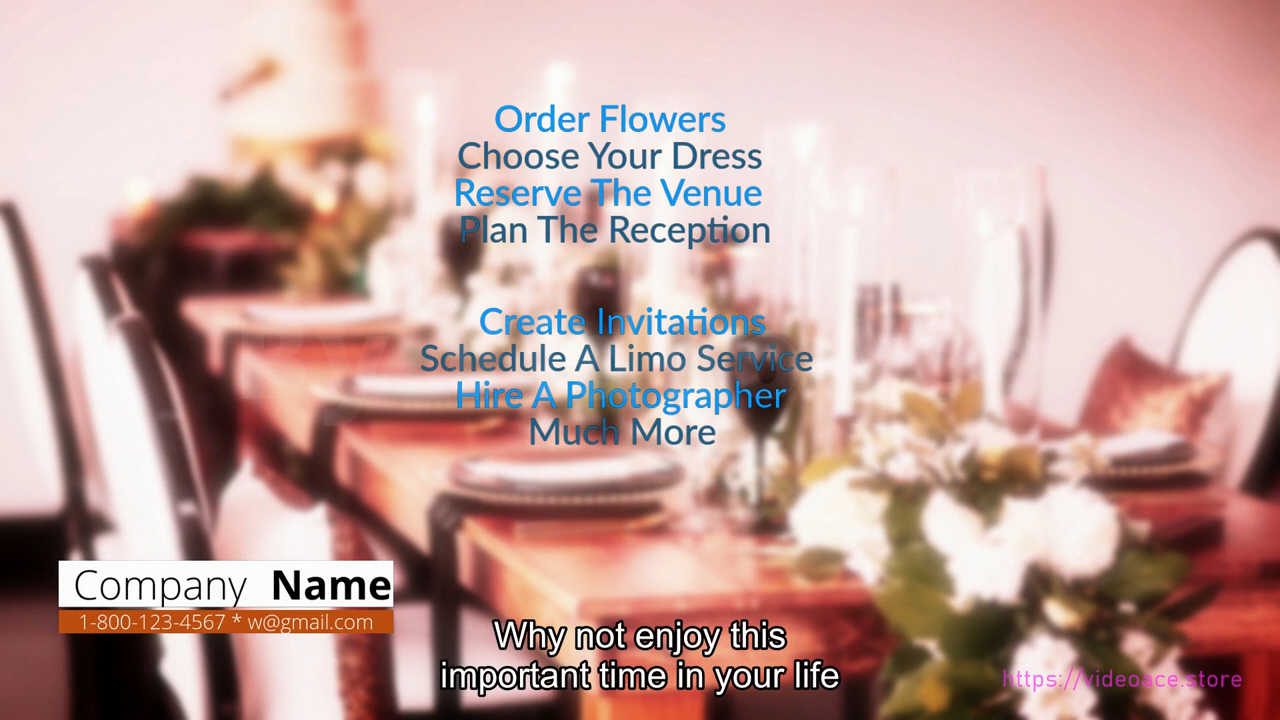 Order Flowers
Choose Your Dress
Reserve The Venue
Plan The Reception
Create Invitations
Schedule A Limo Service
Hire A Photographer
Much More
Company Name
1-800-123-4567 * w@gmail.com
Why not enjoy this
important time in your life
https://videoace.store